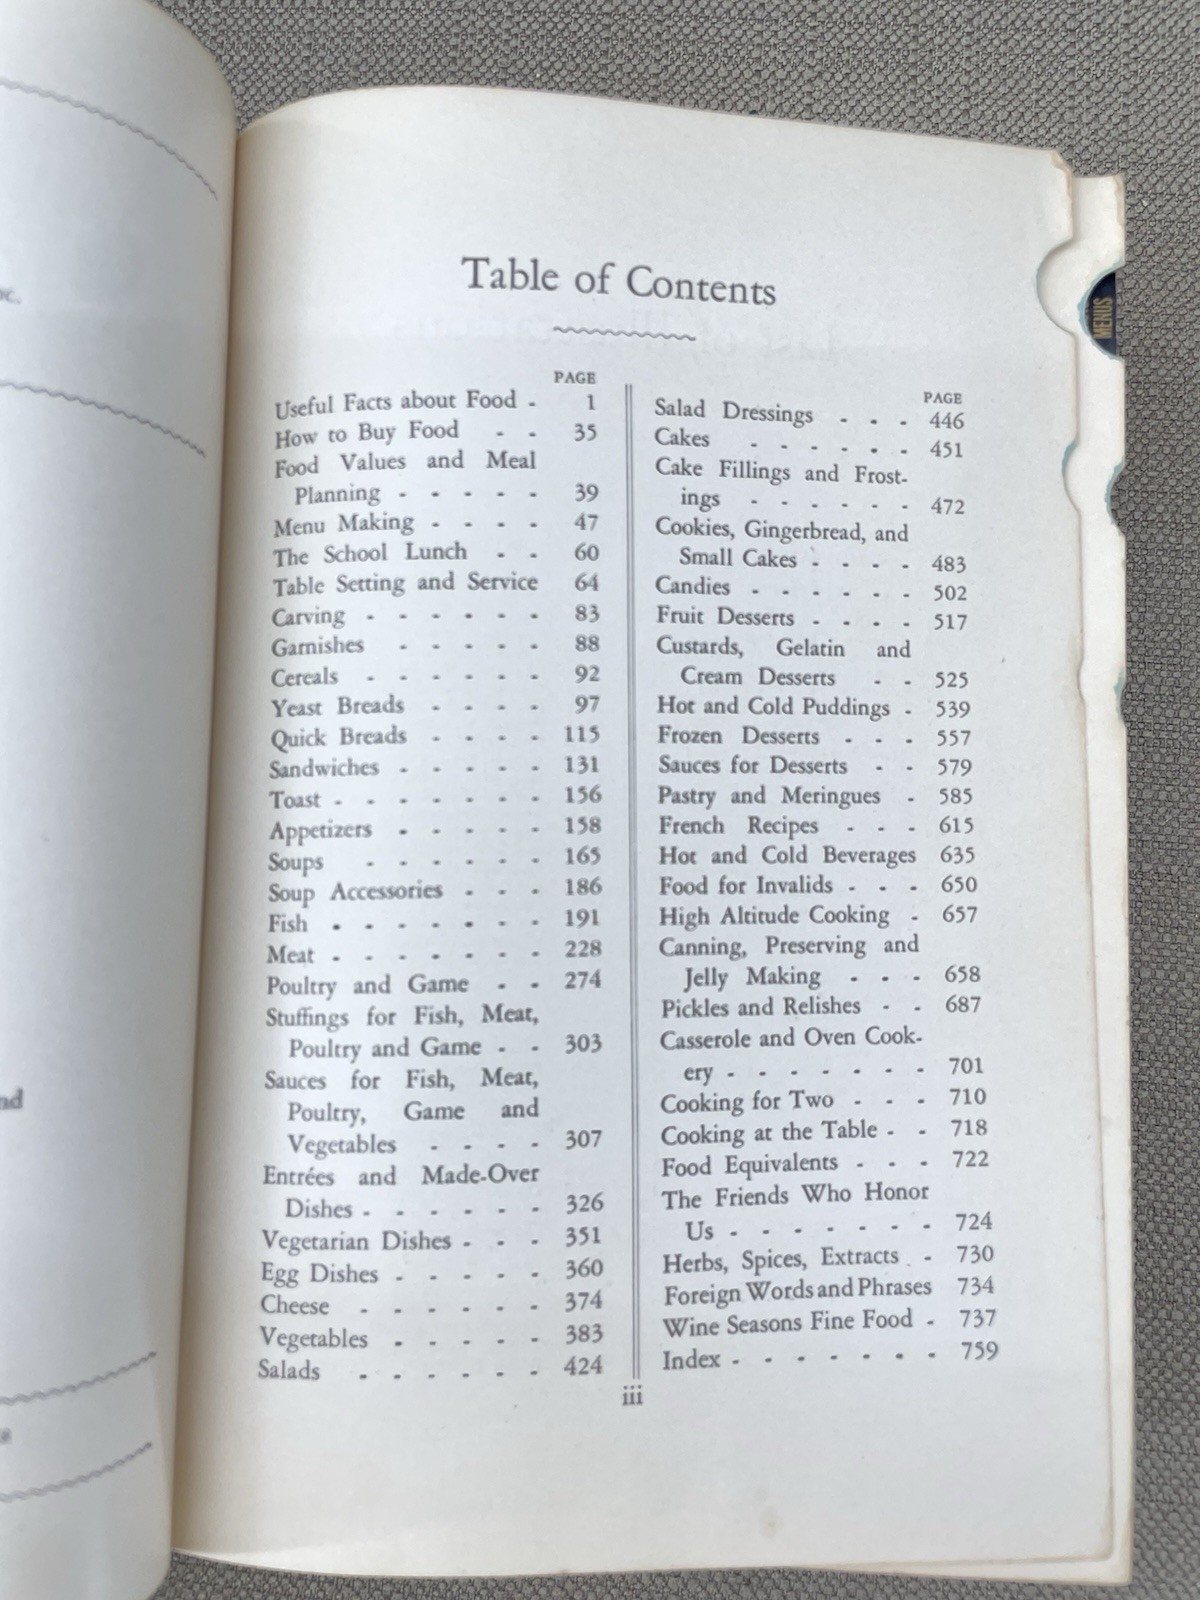 Table of Contents
PAGE
Useful Facts about Food - 1
How to Buy Food - - 35
Food Values and Meal
Planning - - - - - 39
Menu Making - - - - 47
The School Lunch - - 60
Table Setting and Service 64
Carving - - - - - - 83
Garnishes - - - - - 88
Cereals - - - - - - 92
Yeast Breads - - - - 97
Quick Breads - - - - 115
Sandwiches - - - - - 131
Toast - - - - - - - 156
Appetizers - - - - - 158
Soups - - - - - - 165
Soup Accessories - - - 186
Fish - - - - - - - 191
Meat - - - - - - - 228
Poultry and Game - - 274
Stuffings for Fish, Meat,
Poultry and Game - - 303
Sauces for Fish, Meat,
Poultry, Game and
Vegetables - - - - 307
Entrées and Made-Over
Dishes - - - - - - 326
Vegetarian Dishes - - - 351
Egg Dishes - - - - - 360
Cheese - - - - - - 374
Vegetables - - - - - 383
Salads - - - - - - 424
PAGE
Salad Dressings - - - 446
Cakes - - - - - - 451
Cake Fillings and Frost-
ings - - - - - - 472
Cookies, Gingerbread, and
Small Cakes - - - - 483
Candies - - - - - - 502
Fruit Desserts - - - - 517
Custards, Gelatin and
Cream Desserts - - 525
Hot and Cold Puddings - 539
Frozen Desserts - - - 557
Sauces for Desserts - - 579
Pastry and Meringues - 585
French Recipes - - - 615
Hot and Cold Beverages 635
Food for Invalids - - - 650
High Altitude Cooking - 657
Canning, Preserving and
Jelly Making - - - 658
Pickles and Relishes - - 687
Casserole and Oven Cook-
ery - - - - - - - 701
Cooking for Two - - - 710
Cooking at the Table - - 718
Food Equivalents - - - 722
The Friends Who Honor
Us - - - - - - - 724
Herbs, Spices, Extracts - 730
Foreign Words and Phrases 734
Wine Seasons Fine Food - 737
Index - - - - - - - 759
iii
MENUS